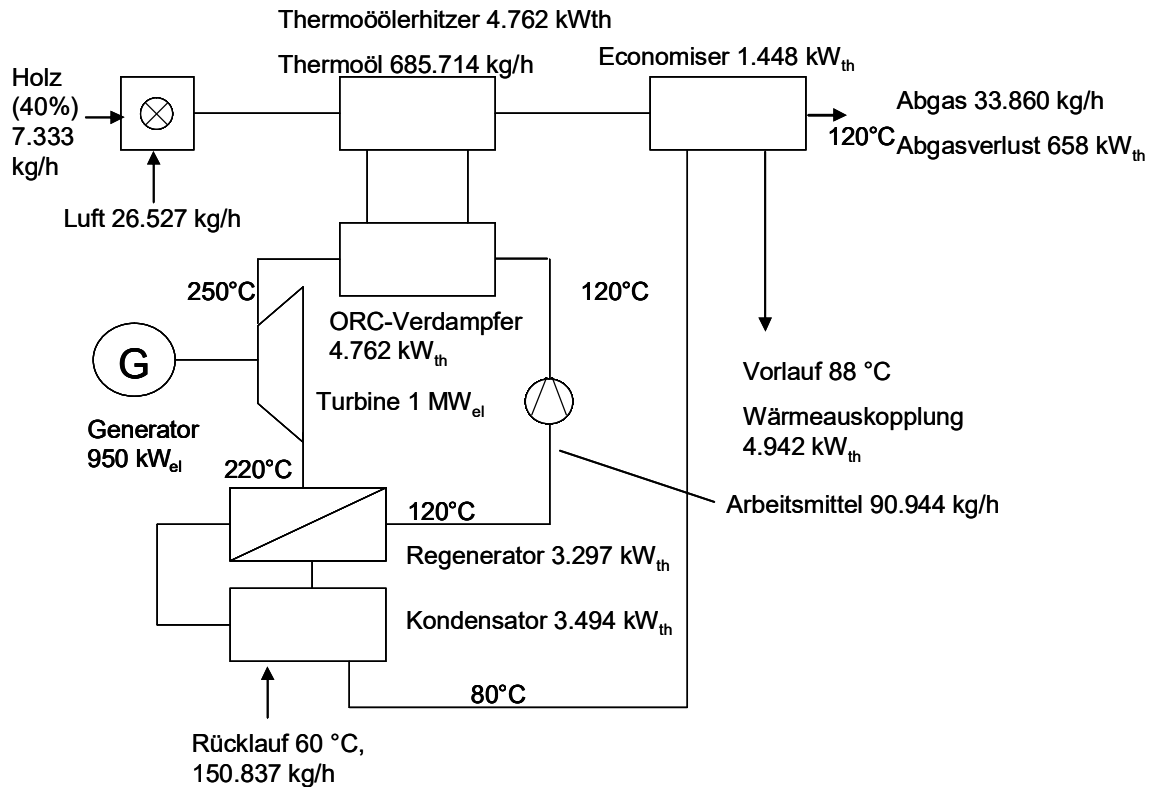 Thermoöölerhitzer 4.762 kWth
Thermoöl 685.714 kg/h
Economiser 1.448 kWth
Holz
(40%)
7.333
kg/h
Abgas 33.860 kg/h
120°C
Abgasverlust 658 kWth
Luft 26.527 kg/h
250°C
120°C
ORC-Verdampfer
4.762 kWth
G
Vorlauf 88 °C
Turbine 1 MWel
Wärmeauskopplung
4.942 kWth
Generator
950 kWel
220°C
120°C
Arbeitsmittel 90.944 kg/h
Regenerator 3.297 kWth
Kondensator 3.494 kWth
80°C
Rücklauf 60 °C,
150.837 kg/h